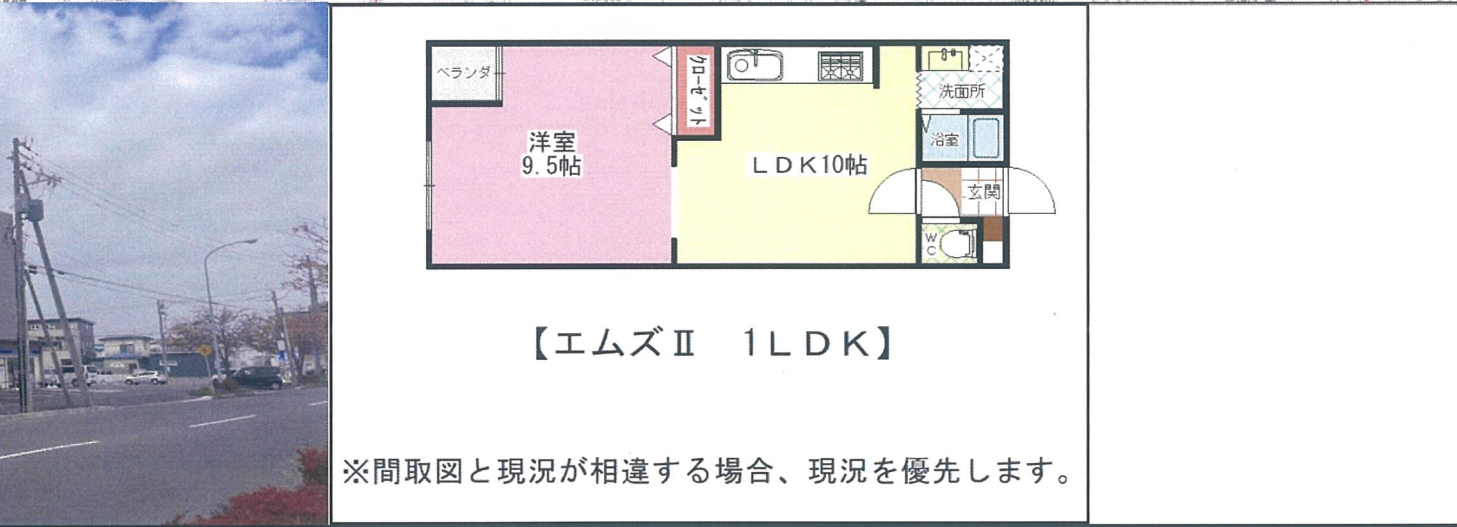 ベランダ
洋室
9.5帖
クローゼット
LDK10帖
洗面所
浴室
玄関
WC
【エムズⅡ 1LDK】
※間取図と現況が相違する場合、現況を優先します。